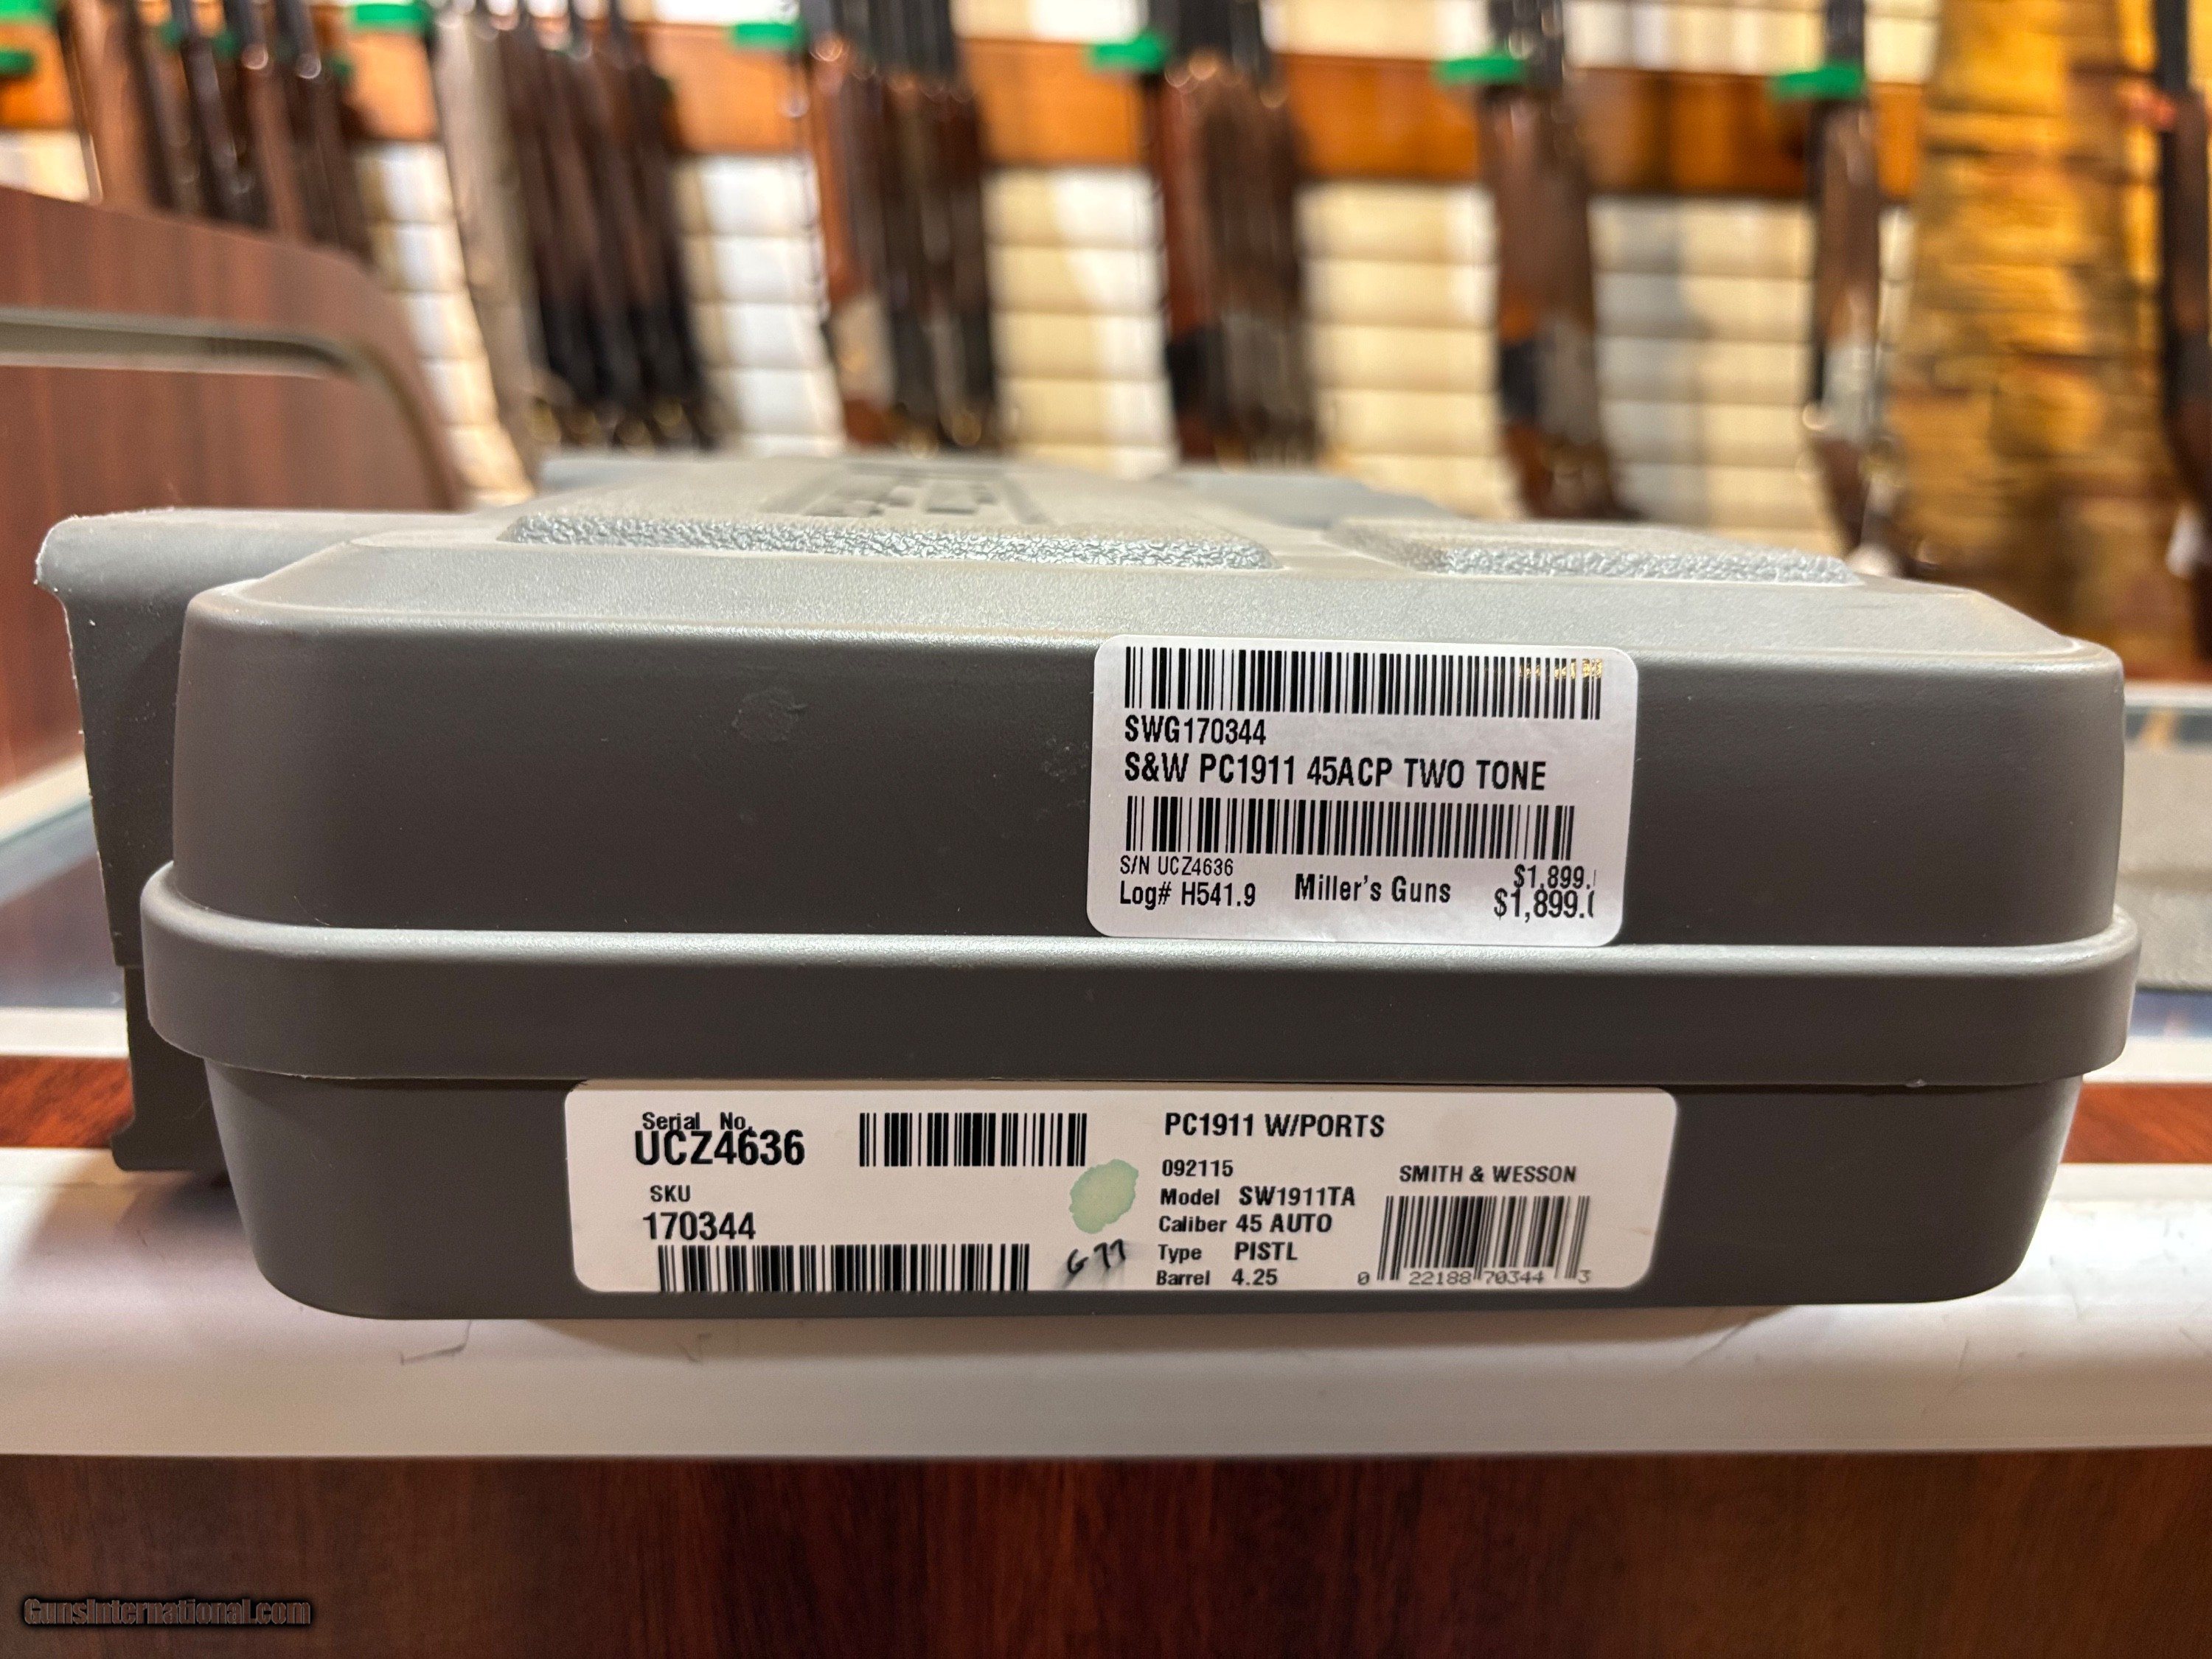 SWG170344
S&W PC1911 45ACP TWO TONE
S/N UCZ4636
Log# H541.9
Miller's Guns
$1,899.
$1,899.
Serial No.
UCZ4636
SKU
170344
G77
PC1911 W/PORTS
092115
Model SW1911TA
Caliber 45 AUTO
Type PISTL
Barrel 4.25
SMITH & WESSON
0 22188 70344 3
GunsInternational.com